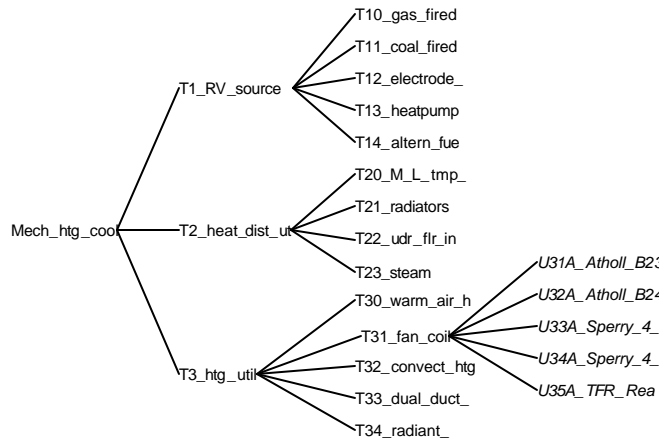 T10_gas_fired
T11_coal_fired
T1_RV_source
T12_electrode_
T13_heatpump
T14_altern_fue
T20_M_L_tmp_
T21_radiators
Mech_htg_cool
T2_heat_dist_ut
T22_udr_flr_in
T23_steam
T30_warm_air_h
T31_fan_coil
T3_htg_util
T32_convect_htg
T33_dual_duct_
T34_radiant_
U31A_Atholl_B23
U32A_Atholl_B24
U33A_Sperry_4_
U34A_Sperry_4_
U35A_TFR_Rea